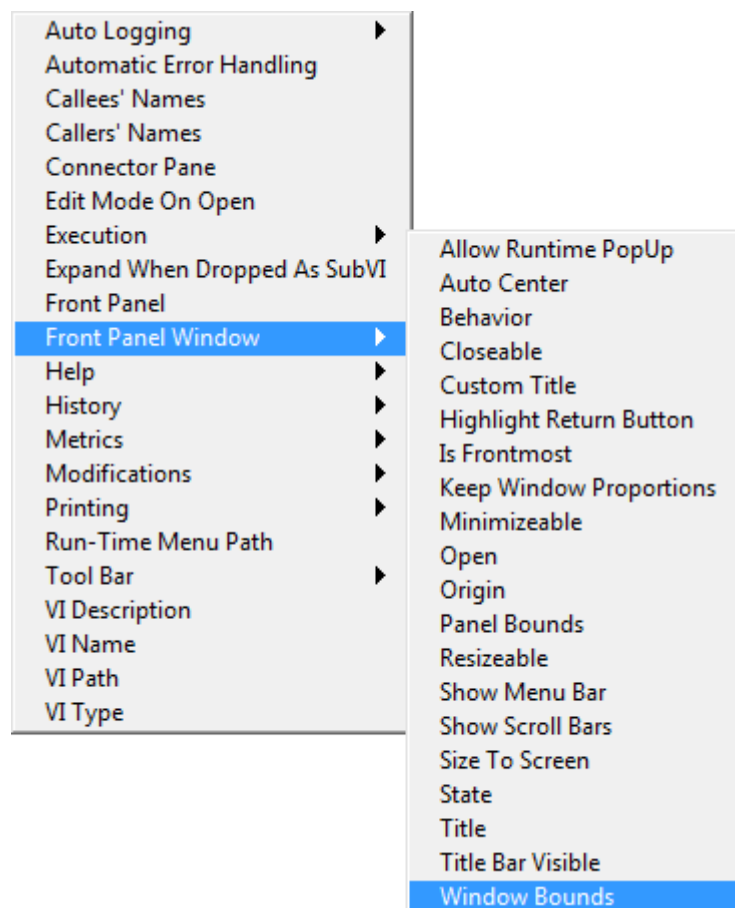 Auto Logging
Automatic Error Handling
Callees' Names
Callers' Names
Connector Pane
Edit Mode On Open
Execution
Expand When Dropped As SubVI
Front Panel
Front Panel Window
Help
History
Metrics
Modifications
Printing
Run-Time Menu Path
Tool Bar
VI Description
VI Name
VI Path
VI Type
Allow Runtime PopUp
Auto Center
Behavior
Closeable
Custom Title
Highlight Return Button
Is Frontmost
Keep Window Proportions
Minimizeable
Open
Origin
Panel Bounds
Resizeable
Show Menu Bar
Show Scroll Bars
Size To Screen
State
Title
Title Bar Visible
Window Bounds